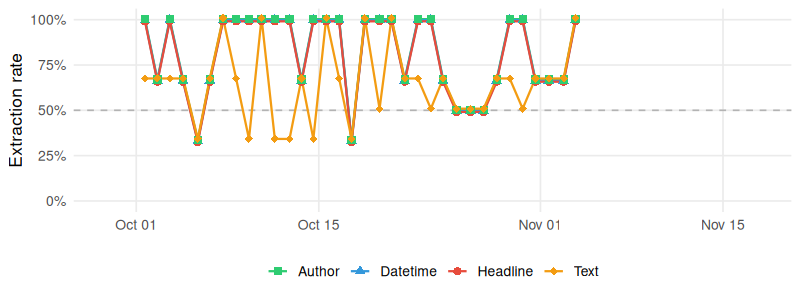 Extraction rate
100%
75%
50%
25%
0%
Oct 01 Oct 15 Nov 01 Nov 15
Author Datetime Headline Text